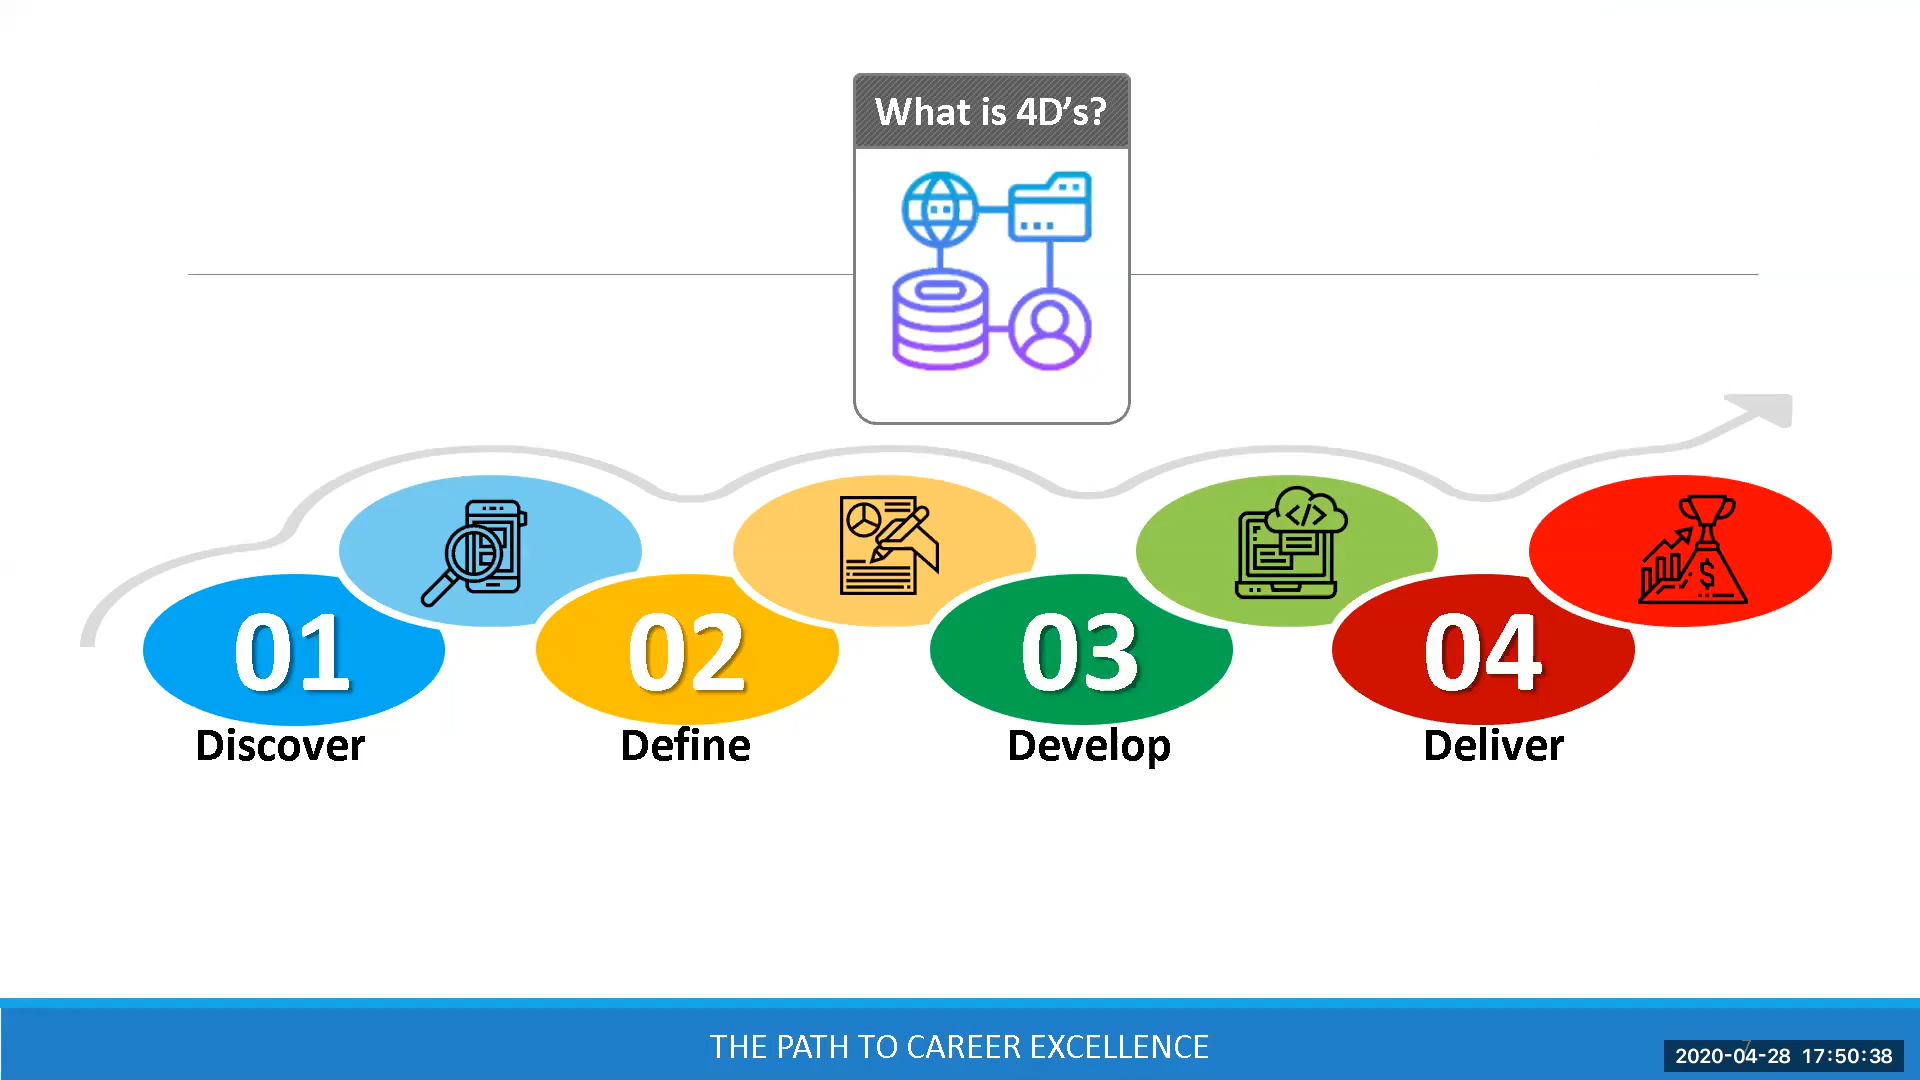 What is 4D’s?
01
02
03
04
Discover
Define
Develop
Deliver
THE PATH TO CAREER EXCELLENCE
7
2020-04-28 17:50:38